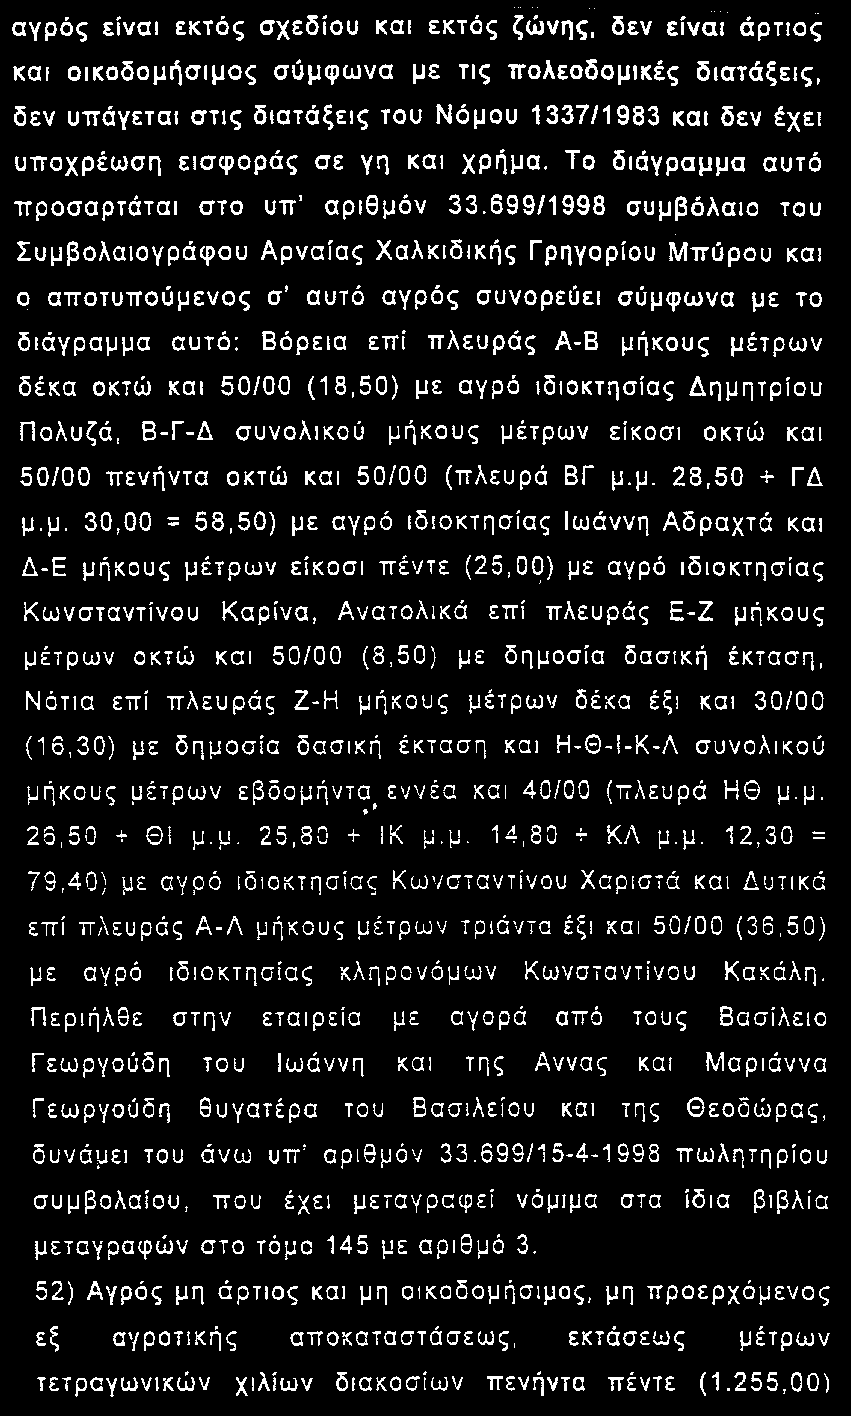 αγρός είναι εκτός σχεδίου και εκτός ζώνης, δεν είναι άρτιος
και οικοδομήσιμος σύμφωνα με τις πολεοδομικές διατάξεις,
δεν υπάγεται στις διατάξεις του Νόμου 1337/1983 και δεν έχει
υποχρέωση εισφοράς σε γη και χρήμα. Το διάγραμμα αυτό
προσαρτάται στο υπ' αριθμόν 33.699/1998 συμβόλαιο του
Συμβολαιογράφου Αρναίας Χαλκιδικής Γρηγορίου Μπύρου και
ο αποτυπούμενος σ' αυτό αγρός συνορεύει σύμφωνα με το
διάγραμμα αυτό: Βόρεια επί πλευράς Α-Β μήκους μέτρων
δέκα οκτώ και 50/00 (18,50) με αγρό ιδιοκτησίας Δημητρίου
Πολυζά, Β-Γ-Δ συνολικού μήκους μέτρων είκοσι οκτώ και
50/00 πενήντα οκτώ και 50/00 (πλευρά ΒΓ μ.μ. 28,50 + ΓΔ
μ.μ. 30,00 = 58,50) με αγρό ιδιοκτησίας Ιωάννη Αδραχτά και
Δ-Ε μήκους μέτρων είκοσι πέντε (25,00) με αγρό ιδιοκτησίας
Κωνσταντίνου Καρίνα, Ανατολικά επί πλευράς Ε-Ζ μήκους
μέτρων οκτώ και 50/00 (8,50) με δημοσία δασική έκταση,
Νότια επί πλευράς Ζ-Η μήκους μέτρων δέκα έξι και 30/00
(16,30) με δημοσία δασική έκταση και Η-Θ-Ι-Κ-Λ συνολικού
μήκους μέτρων εβδομήντα εννέα και 40/00 (πλευρά ΗΘ μ.μ.
26,50 + ΘΙ μ.μ. 25,80 + ΙΚ μ.μ. 14,80 + ΚΛ μ.μ. 12,30 =
79,40) με αγρό ιδιοκτησίας Κωνσταντίνου Χαριστά και Δυτικά
επί πλευράς Α-Λ μήκους μέτρων τριάντα έξι και 50/00 (36,50)
με αγρό ιδιοκτησίας κληρονόμων Κωνσταντίνου Κακάλη.
Περιήλθε στην εταιρεία με αγορά από τους Βασίλειο
Γεωργούδη του Ιωάννη και της Αννας και Μαριάννα
Γεωργούδη θυγατέρα του Βασιλείου και της Θεοδώρας,
δυνάμει του άνω υπ' αριθμόν 33.699/15-4-1998 πωλητηρίου
συμβολαίου, που έχει μεταγραφεί νόμιμα στα ίδια βιβλία
μεταγραφών στο τόμο 145 με αριθμό 3.
52) Αγρός μη άρτιος και μη οικοδομήσιμος, μη προερχόμενος
εξ αγροτικής αποκαταστάσεως, εκτάσεως μέτρων
τετραγωνικών χιλίων διακοσίων πενήντα πέντε (1.255,00)